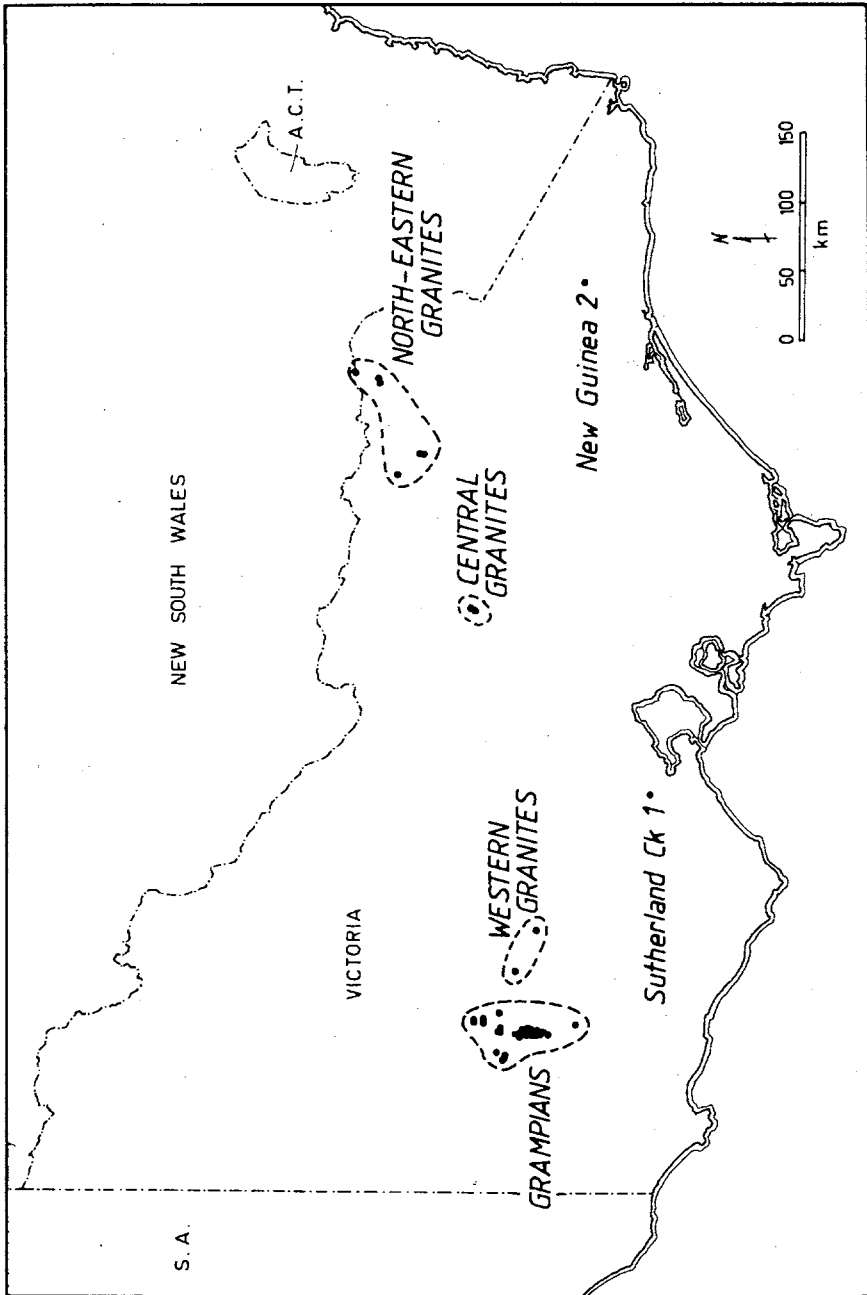 NEW SOUTH WALES
A.C.T.
S. A.
VICTORIA
NORTH-EASTERN
GRANITES
CENTRAL
GRANITES
WESTERN
GRANITES
GRAMPIANS
New Guinea 2
Sutherland Ck 1
N
0 50 100 150
km